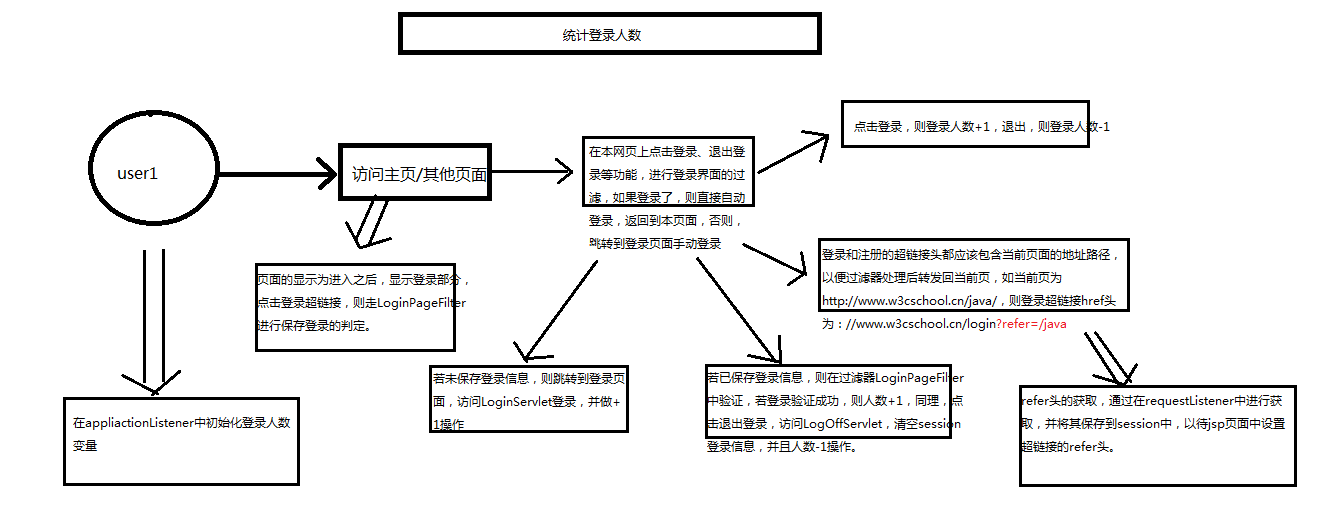 统计登录人数
user1
访问主页/其他页面
在本网页上点击登录、退出登
录等功能，进行登录界面的过
滤，如果登录了，则直接自动
登录，返回到本页面，否则，
跳转到登录页面手动登录
点击登录，则登录人数+1，退出，则登录人数-1
登录和注册的超链接头都应该包含当前页面的地址路径，
以便过滤器处理后转发回当前页，如当前页为
http://www.w3cschool.cn/java/，则登录超链接href头
为：//www.w3cschool.cn/login?refer=/java
页面的显示为进入之后，显示登录部分，
点击登录超链接，则走LoginPageFilter
进行保存登录的判定。
若未保存登录信息，则跳转到登录页
面，访问LoginServlet登录，并做+
1操作
若已保存登录信息，则在过滤器LoginPageFilter
中验证，若登录验证成功，则人数+1，同理，点
击退出登录，访问LogOffServlet，清空session
登录信息，并且人数-1操作。
refer头的获取，通过在requestListener中进行获
取，并将其保存到session中，以待jsp页面中设置
超链接的refer头。
在appliactionListener中初始化登录人数
变量